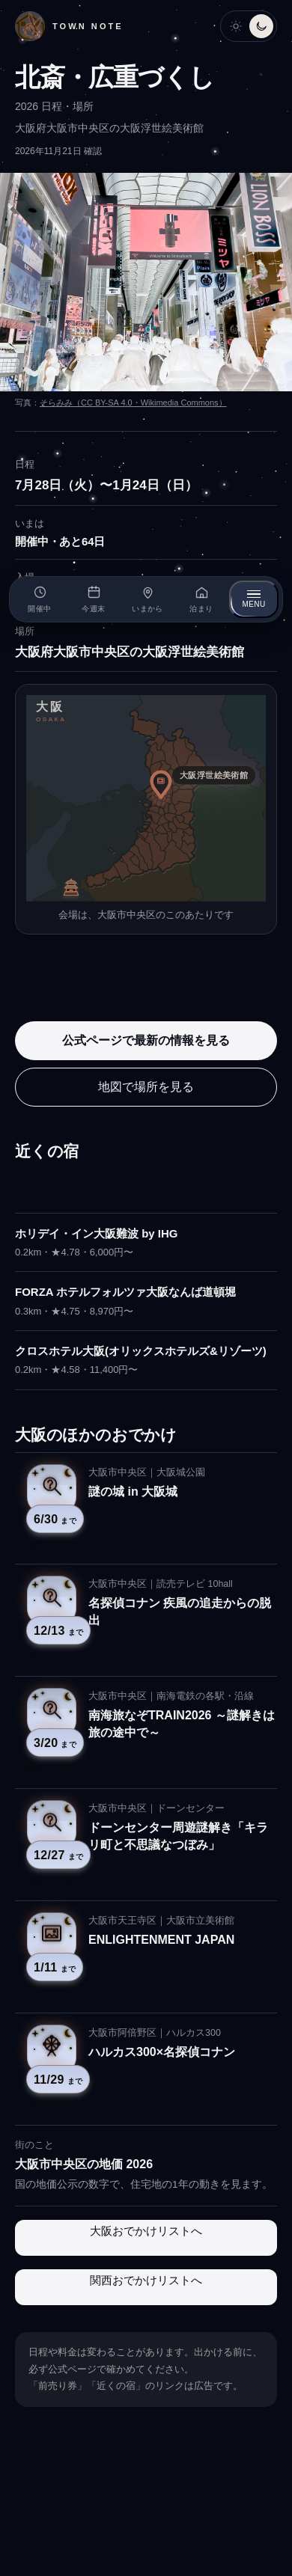 TOWN NOTE
北斎・広重づくし
2026 日程・場所
大阪府大阪市中央区の大阪浮世絵美術館
2026年11月21日 確認
LION BOSS
ミツヤ
写真：そらみみ（CC BY-SA 4.0・Wikimedia Commons）
日程
7月28日（火）〜1月24日（日）
いまは
開催中・あと64日
開催中
今週末
いまから
泊まり
MENU
場所
大阪府大阪市中央区の大阪浮世絵美術館
大阪
OSAKA
大阪浮世絵美術館
会場は、大阪市中央区のこのあたりです
公式ページで最新の情報を見る
地図で場所を見る
近くの宿
ホリデイ・イン大阪難波 by IHG
0.2km・★4.78・6,000円〜
FORZA ホテルフォルツァ大阪なんば道頓堀
0.3km・★4.75・8,970円〜
クロスホテル大阪(オリックスホテルズ&リゾーツ)
0.2km・★4.58・11,400円〜
大阪のほかのおでかけ
大阪市中央区｜大阪城公園
謎の城 in 大阪城
6/30 まで
大阪市中央区｜読売テレビ 10hall
名探偵コナン 疾風の追走からの脱
出
12/13 まで
大阪市中央区｜南海電鉄の各駅・沿線
南海旅なぞTRAIN2026 ～謎解きは
旅の途中で～
3/20 まで
大阪市中央区｜ドーンセンター
ドーンセンター周遊謎解き「キラ
リ町と不思議なつぼみ」
12/27 まで
大阪市天王寺区｜大阪市立美術館
ENLIGHTENMENT JAPAN
1/11 まで
大阪市阿倍野区｜ハルカス300
ハルカス300×名探偵コナン
11/29 まで
街のこと
大阪市中央区の地価 2026
国の地価公示の数字で、住宅地の1年の動きを見ます。
大阪おでかけリストへ
関西おでかけリストへ
日程や料金は変わることがあります。出かける前に、
必ず公式ページで確かめてください。
「前売り券」「近くの宿」のリンクは広告です。